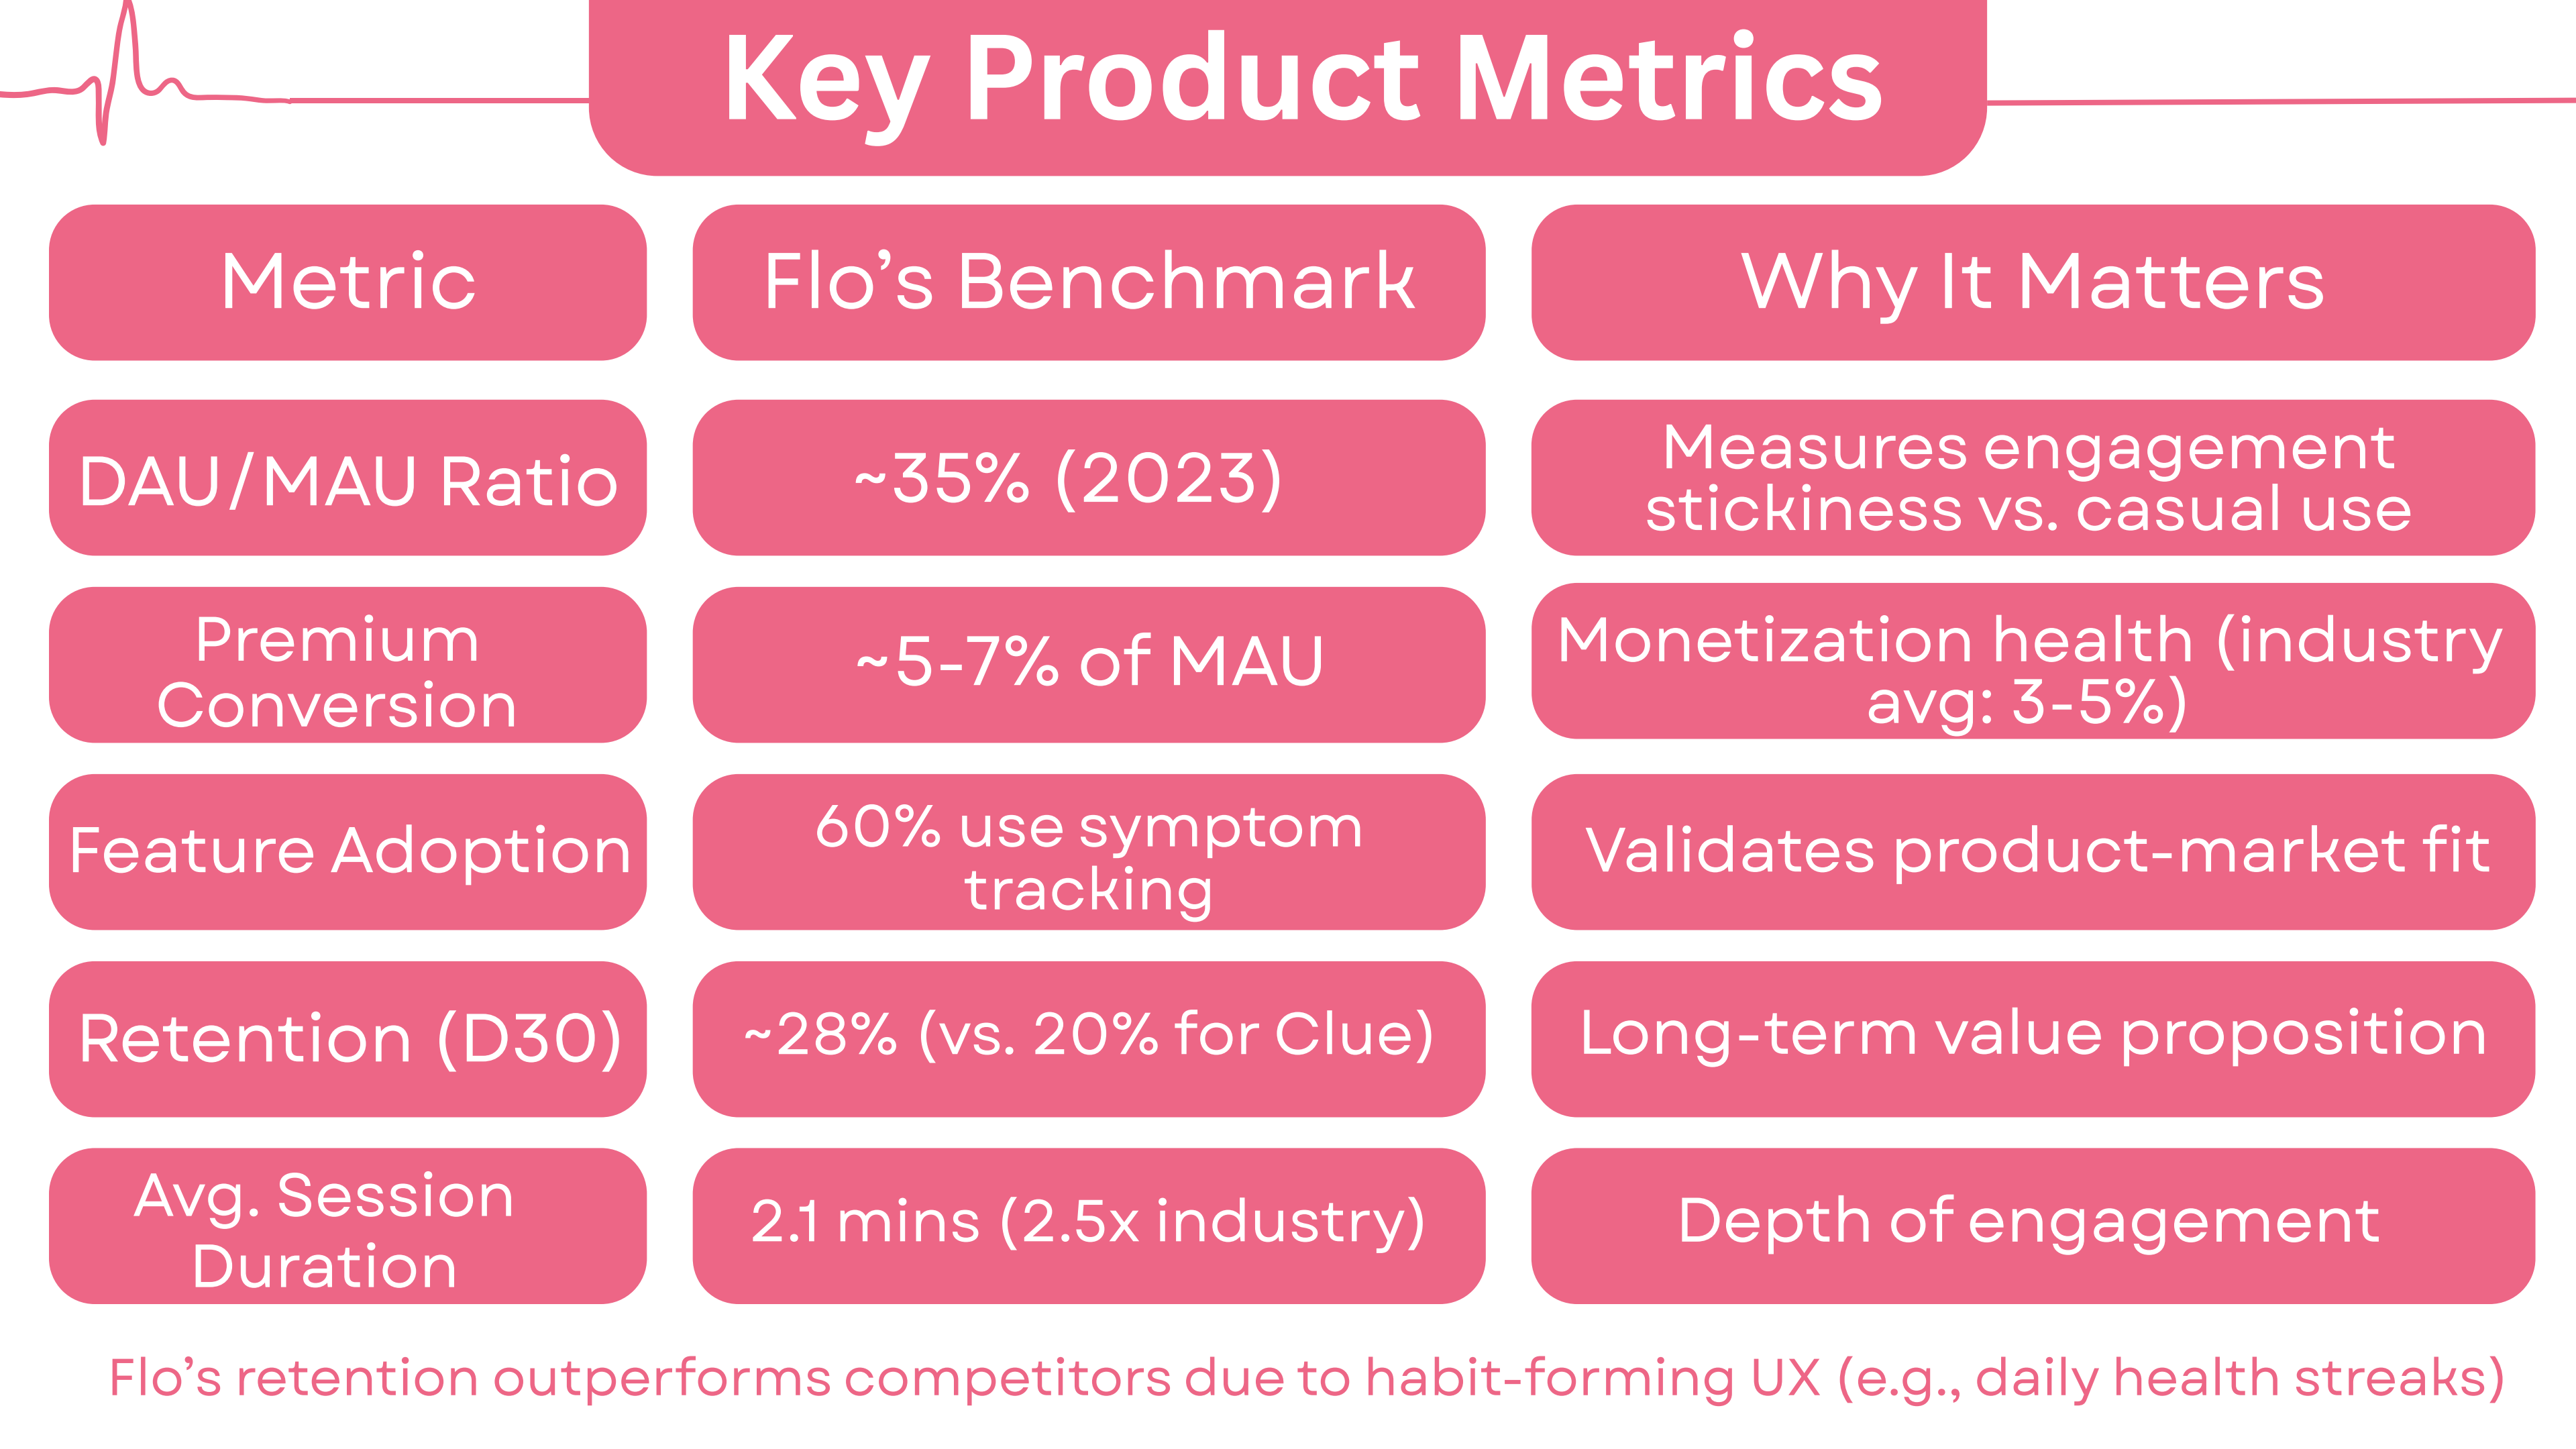 Key Product Metrics
Metric
Flo’s Benchmark
Why It Matters
DAU/MAU Ratio
~35% (2023)
Measures engagement
stickiness vs. casual use
Premium
Conversion
~5-7% of MAU
Monetization health (industry
avg: 3-5%)
Feature Adoption
60% use symptom
tracking
Validates product-market fit
Retention (D30)
~28% (vs. 20% for Clue)
Long-term value proposition
Avg. Session
Duration
2.1 mins (2.5x industry)
Depth of engagement
Flo’s retention outperforms competitors due to habit-forming UX (e.g., daily health streaks)